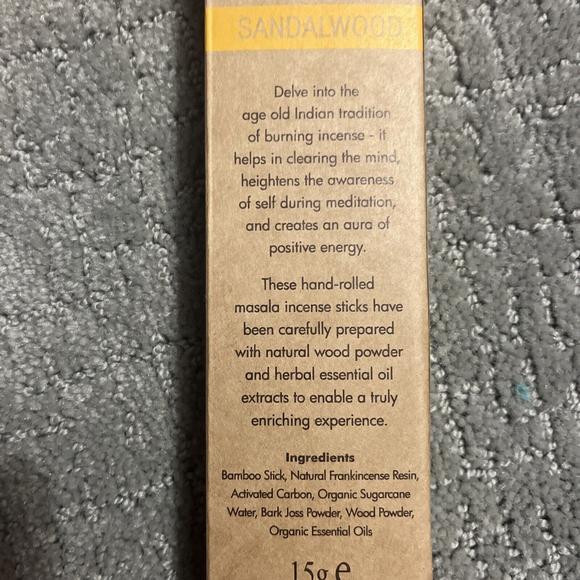 SANDALWOOD
Delve into the
age old Indian tradition
of burning incense - it
helps in clearing the mind,
heightens the awareness
of self during meditation,
and creates an aura of
positive energy.
These hand-rolled
masala incense sticks have
been carefully prepared
with natural wood powder
and herbal essential oil
extracts to enable a truly
enriching experience.
Ingredients
Bamboo Stick, Natural Frankincense Resin,
Activated Carbon, Organic Sugarcane
Water, Bark Joss Powder, Wood Powder,
Organic Essential Oils
15g e